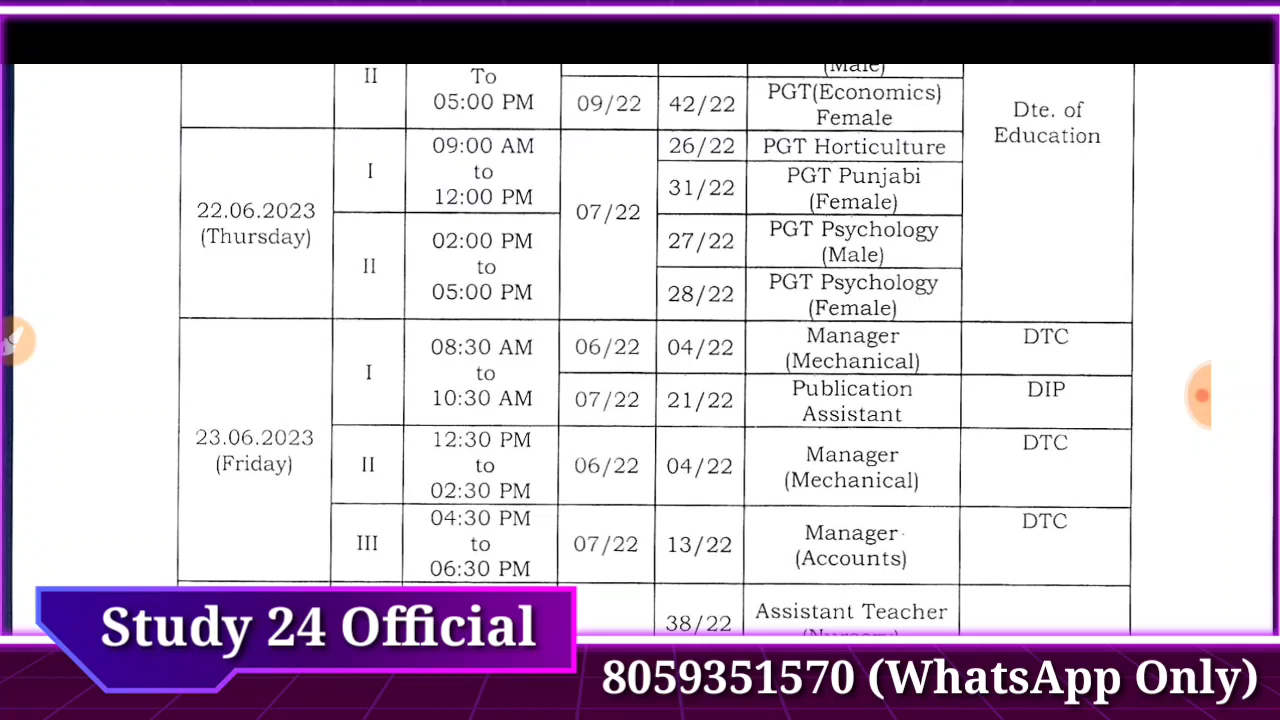 (Male)
II
To
05:00 PM
09/22
42/22
PGT(Economics)
Female
Dte. of
Education
22.06.2023
(Thursday)
I
09:00 AM
to
12:00 PM
07/22
26/22
PGT Horticulture
31/22
PGT Punjabi
(Female)
II
02:00 PM
to
05:00 PM
27/22
PGT Psychology
(Male)
28/22
PGT Psychology
(Female)
23.06.2023
(Friday)
I
08:30 AM
to
10:30 AM
06/22
04/22
Manager
(Mechanical)
DTC
07/22
21/22
Publication
Assistant
DIP
II
12:30 PM
to
02:30 PM
06/22
04/22
Manager
(Mechanical)
DTC
III
04:30 PM
to
06:30 PM
07/22
13/22
Manager
(Accounts)
DTC
38/22
Assistant Teacher
(Nursery)
Study 24 Official
8059351570 (WhatsApp Only)